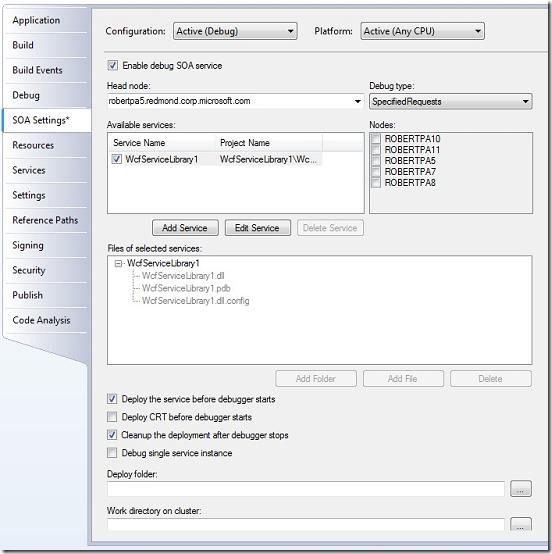 Application
Build
Build Events
Debug
SOA Settings*
Resources
Services
Settings
Reference Paths
Signing
Security
Publish
Code Analysis
Configuration: Active (Debug) Platform: Active (Any CPU)
Enable debug SOA service
Head node: Debug type:
robertpa5.redmond.corp.microsoft.com SpecifiedRequests
Available services: Nodes:
Service Name Project Name
WcfServiceLibrary1 WcfServiceLibrary1\Wc...
ROBERTPA10
ROBERTPA11
ROBERTPA5
ROBERTPA7
ROBERTPA8
Add Service Edit Service Delete Service
Files of selected services:
WcfServiceLibrary1
WcfServiceLibrary1.dll
WcfServiceLibrary1.pdb
WcfServiceLibrary1.dll.config
Add Folder Add File Delete
Deploy the service before debugger starts
Deploy CRT before debugger starts
Cleanup the deployment after debugger stops
Debug single service instance
Deploy folder:
...
Work directory on cluster:
...